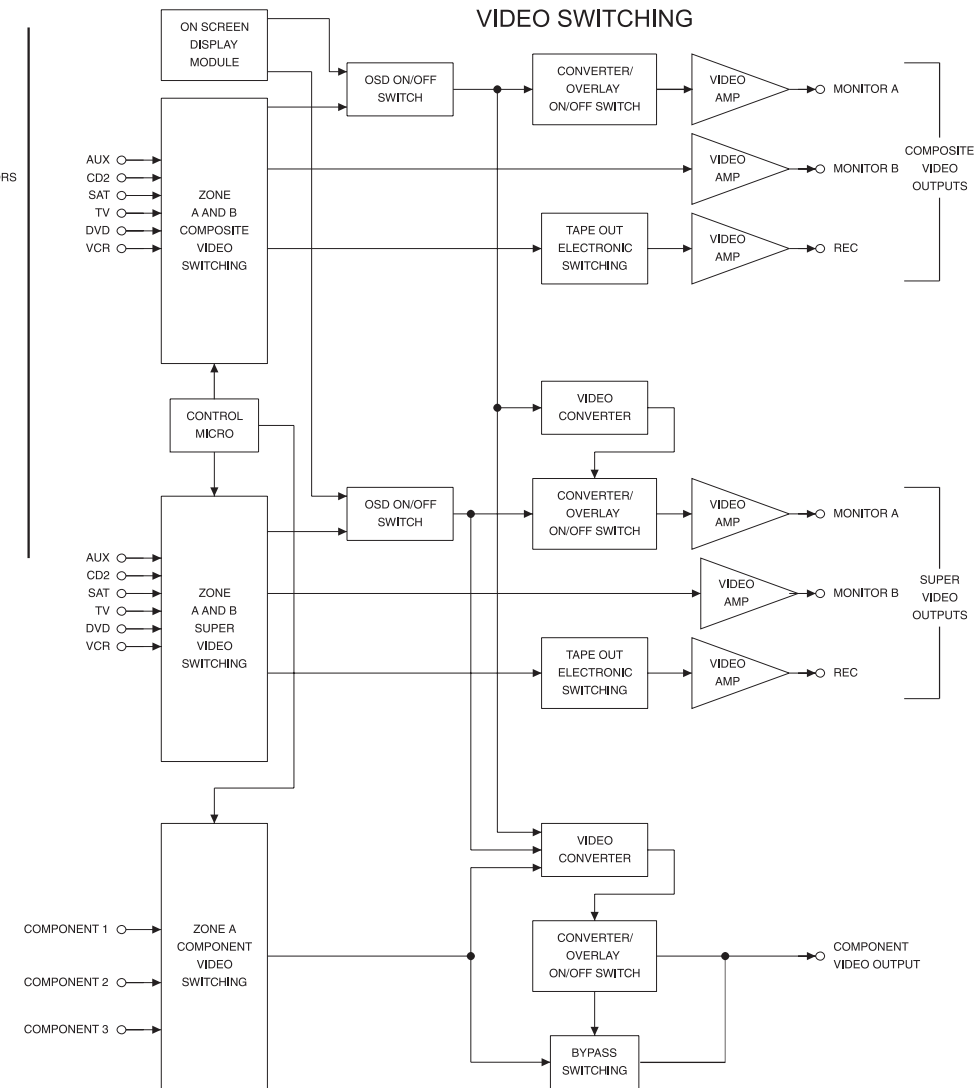 VIDEO SWITCHING
ON SCREEN
DISPLAY
MODULE
OSD ON/OFF
SWITCH
CONVERTER/
OVERLAY
ON/OFF SWITCH
VIDEO
AMP
MONITOR A
RS
AUX
CD2
SAT
TV
DVD
VCR
ZONE
A AND B
COMPOSITE
VIDEO
SWITCHING
VIDEO
AMP
MONITOR B
COMPOSITE
VIDEO
OUTPUTS
TAPE OUT
ELECTRONIC
SWITCHING
VIDEO
AMP
REC
CONTROL
MICRO
VIDEO
CONVERTER
OSD ON/OFF
SWITCH
CONVERTER/
OVERLAY
ON/OFF SWITCH
VIDEO
AMP
MONITOR A
AUX
CD2
SAT
TV
DVD
VCR
ZONE
A AND B
SUPER
VIDEO
SWITCHING
VIDEO
AMP
MONITOR B
SUPER
VIDEO
OUTPUTS
TAPE OUT
ELECTRONIC
SWITCHING
VIDEO
AMP
REC
VIDEO
CONVERTER
COMPONENT 1
COMPONENT 2
COMPONENT 3
ZONE A
COMPONENT
VIDEO
SWITCHING
CONVERTER/
OVERLAY
ON/OFF SWITCH
COMPONENT
VIDEO OUTPUT
BYPASS
SWITCHING